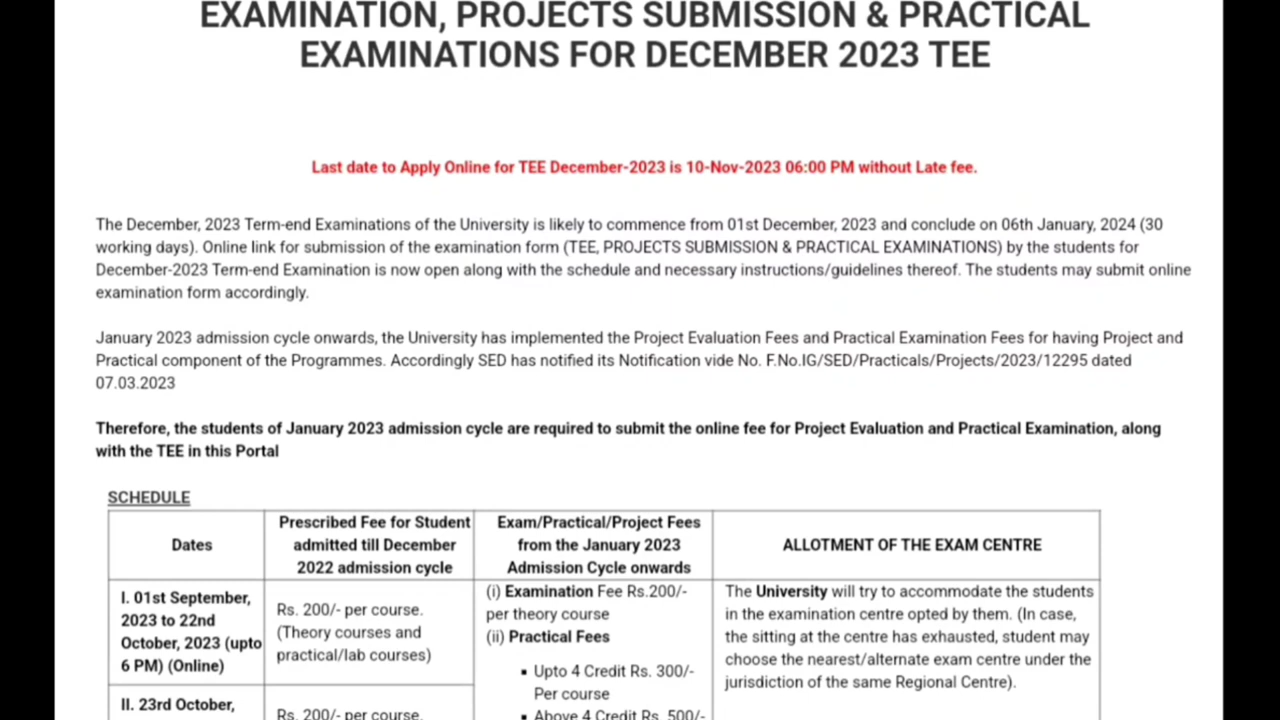 EXAMINATION, PROJECTS SUBMISSION & PRACTICAL
EXAMINATIONS FOR DECEMBER 2023 TEE
Last date to Apply Online for TEE December-2023 is 10-Nov-2023 06:00 PM without Late fee.
The December, 2023 Term-end Examinations of the University is likely to commence from 01st December, 2023 and conclude on 06th January, 2024 (30
working days). Online link for submission of the examination form (TEE, PROJECTS SUBMISSION & PRACTICAL EXAMINATIONS) by the students for
December-2023 Term-end Examination is now open along with the schedule and necessary instructions/guidelines thereof. The students may submit online
examination form accordingly.
January 2023 admission cycle onwards, the University has implemented the Project Evaluation Fees and Practical Examination Fees for having Project and
Practical component of the Programmes. Accordingly SED has notified its Notification vide No. F.No.IG/SED/Practicals/Projects/2023/12295 dated
07.03.2023
Therefore, the students of January 2023 admission cycle are required to submit the online fee for Project Evaluation and Practical Examination, along
with the TEE in this Portal
SCHEDULE
Dates
Prescribed Fee for Student
admitted till December
2022 admission cycle
Exam/Practical/Project Fees
from the January 2023
Admission Cycle onwards
ALLOTMENT OF THE EXAM CENTRE
I. 01st September,
2023 to 22nd
October, 2023 (upto
6 PM) (Online)
Rs. 200/- per course.
(Theory courses and
practical/lab courses)
(i) Examination Fee Rs.200/-
per theory course
(ii) Practical Fees
▪ Upto 4 Credit Rs. 300/-
Per course
▪ Above 4 Credit Rs. 500/-
The University will try to accommodate the students
in the examination centre opted by them. (In case,
the sitting at the centre has exhausted, student may
choose the nearest/alternate exam centre under the
jurisdiction of the same Regional Centre).
II. 23rd October,
Rs. 200/- per course.